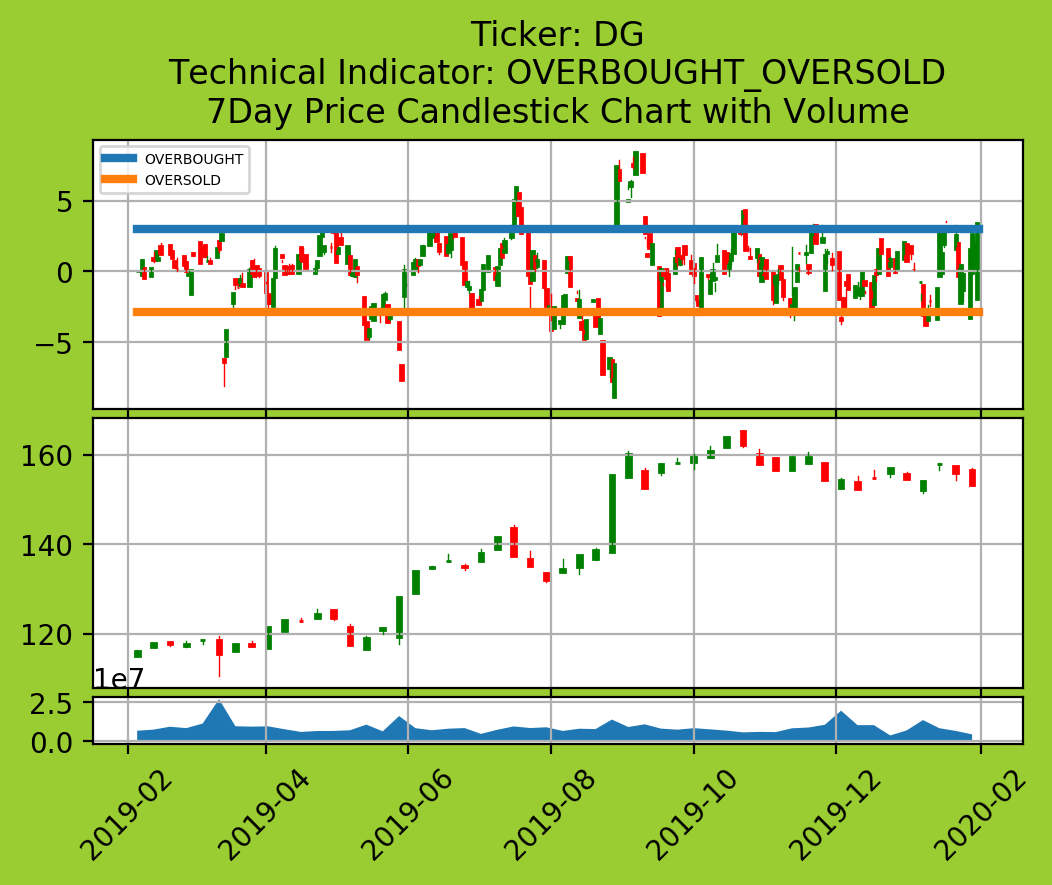 Ticker: DG
Technical Indicator: OVERBOUGHT_OVERSOLD
7Day Price Candlestick Chart with Volume
OVERBOUGHT
OVERSOLD
5
0
−5
160
140
120
1e7
2.5
0.0
2019-02
2019-04
2019-06
2019-08
2019-10
2019-12
2020-02